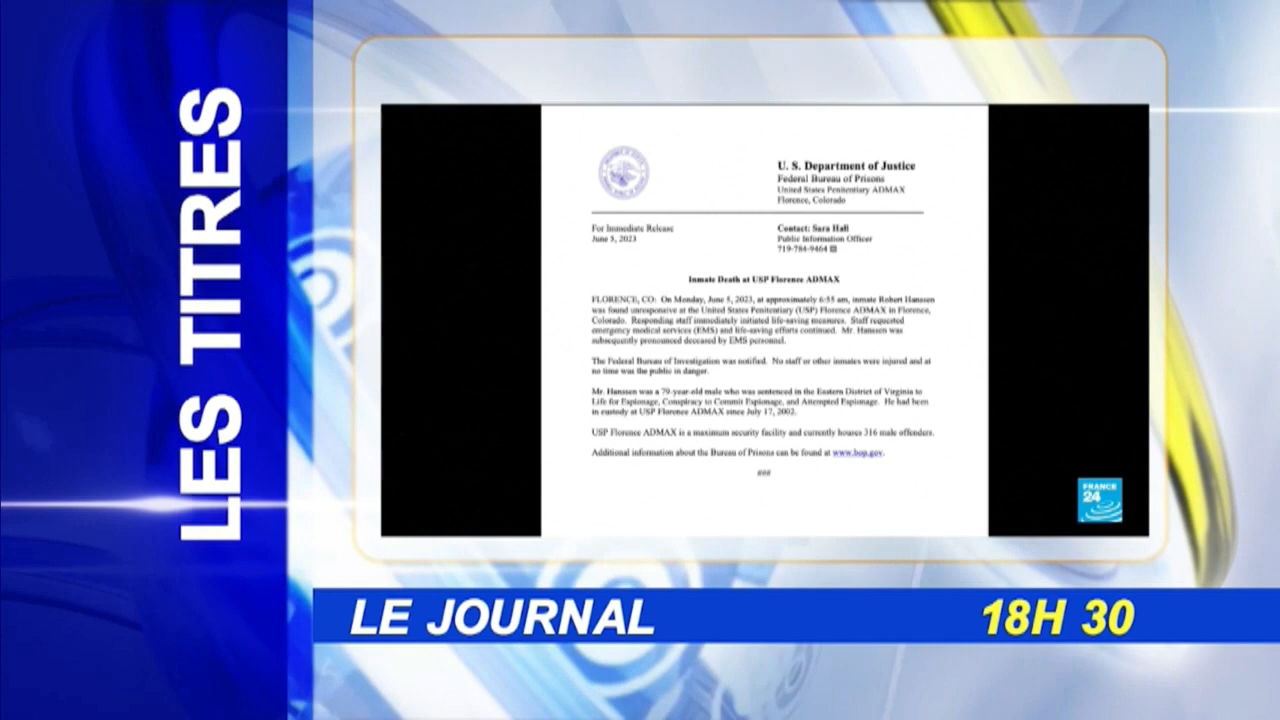 LES TITRES
U. S. Department of Justice
Federal Bureau of Prisons
United States Penitentiary ADMAX
Florence, Colorado
For Immediate Release
June 5, 2023
Contact: Sara Hall
Public Information Officer
719-784-9464
Inmate Death at USP Florence ADMAX
FLORENCE, CO: On Monday, June 5, 2023, at approximately 6:55 am, inmate Robert Hanssen
was found unresponsive at the United States Penitentiary (USP) Florence ADMAX in Florence,
Colorado. Responding staff immediately initiated life-saving measures. Staff requested
emergency medical services (EMS) and life-saving efforts continued. Mr. Hanssen was
subsequently pronounced deceased by EMS personnel.
The Federal Bureau of Investigation was notified. No staff or other inmates were injured and at
no time was the public in danger.
Mr. Hanssen was a 79-year-old male who was sentenced in the Eastern District of Virginia to
Life for Espionage, Conspiracy to Commit Espionage, and Attempted Espionage. He had been
in custody at USP Florence ADMAX since July 17, 2002.
USP Florence ADMAX is a maximum security facility and currently houses 316 male offenders.
Additional information about the Bureau of Prisons can be found at www.bop.gov.
###
FRANCE
24
LE JOURNAL
18H 30